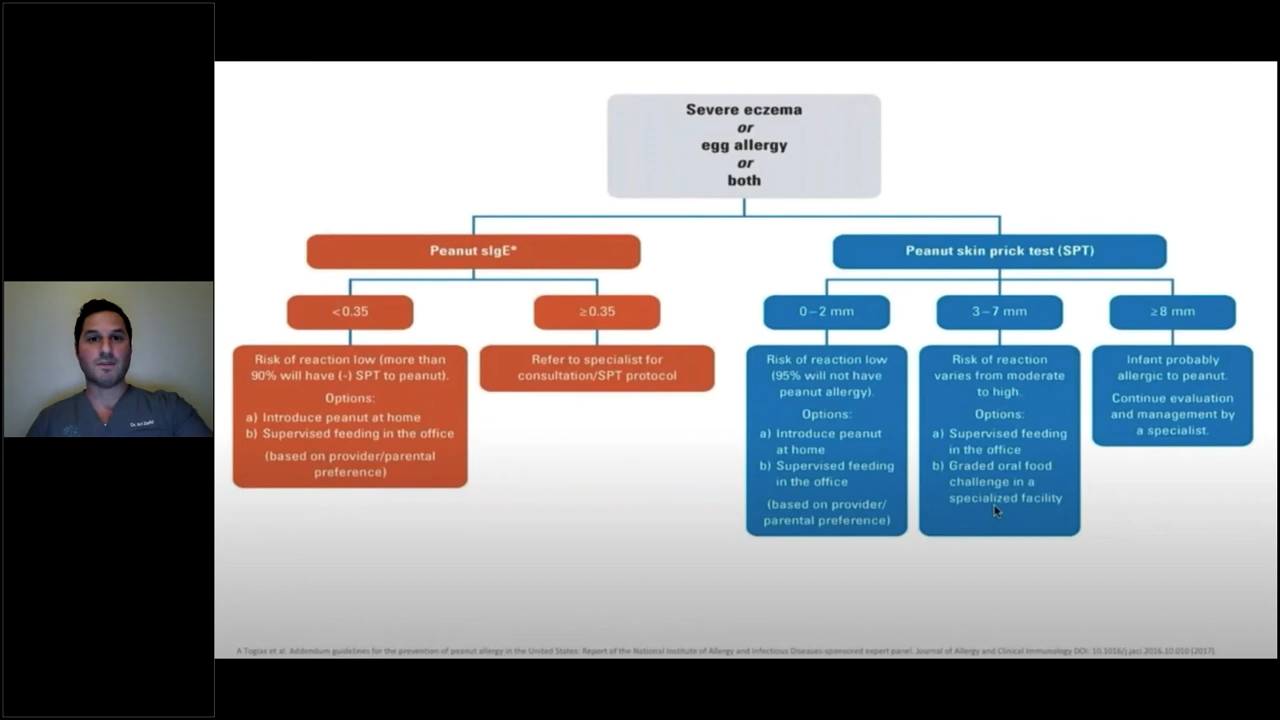 Severe eczema
or
egg allergy
or
both
Peanut sIgE*
Peanut skin prick test (SPT)
<0.35
≥0.35
0–2 mm
3–7 mm
≥8 mm
Risk of reaction low (more than
90% will have (-) SPT to peanut).
Options:
a) Introduce peanut at home
b) Supervised feeding in the office
(based on provider/parental
preference)
Refer to specialist for
consultation/SPT protocol
Risk of reaction low
(95% will not have
peanut allergy).
Options:
a) Introduce peanut
at home
b) Supervised feeding
in the office
(based on provider/
parental preference)
Risk of reaction
varies from moderate
to high.
Options:
a) Supervised feeding
in the office
b) Graded oral food
challenge in a
specialized facility
Infant probably
allergic to peanut.
Continue evaluation
and management by
a specialist.
A Togias et al. Addendum guidelines for the prevention of peanut allergy in the United States: Report of the National Institute of Allergy and Infectious Diseases-sponsored expert panel. Journal of Allergy and Clinical Immunology DOI: 10.1016/j.jaci.2016.10.010 (2017).